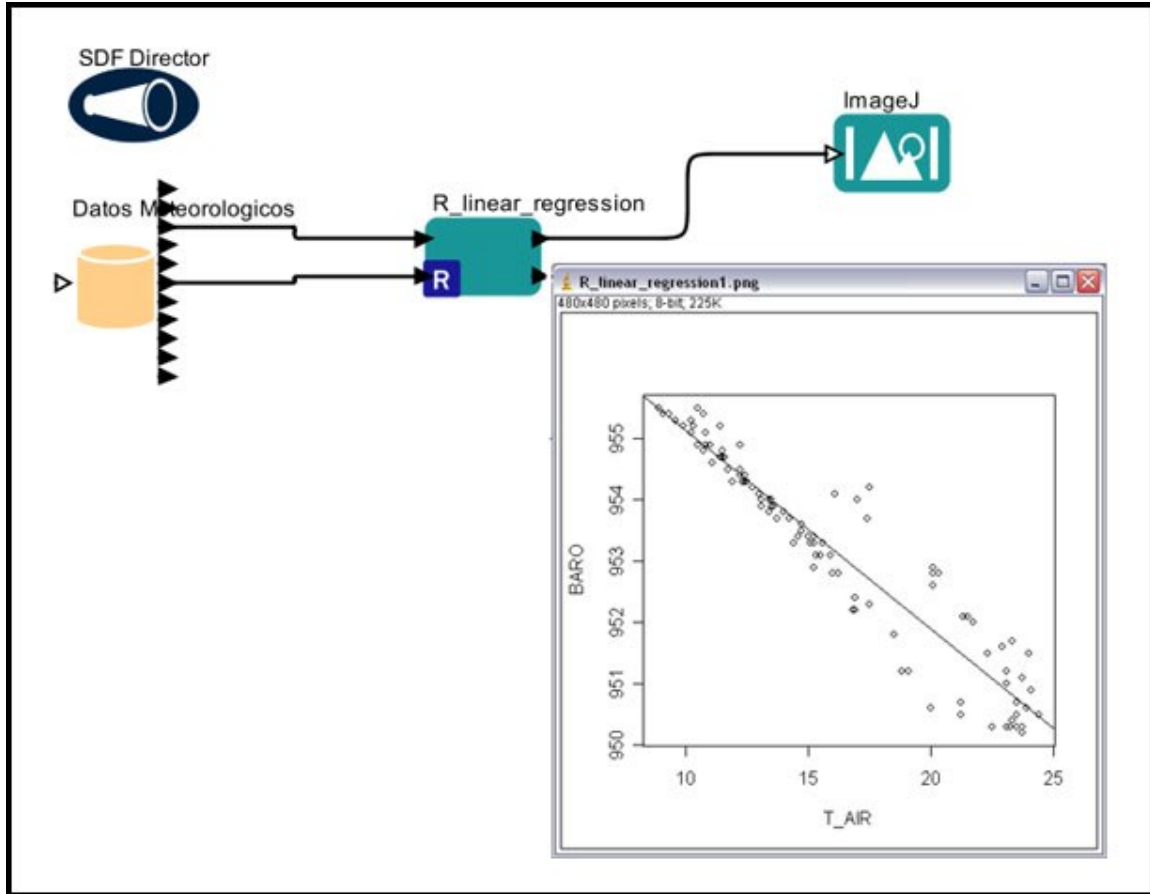 SDF Director
ImageJ
Datos Meteorologicos
R_linear_regression
R
R_linear_regression1.png
480x480 pixels; 8-bit; 225K
955
954
953
952
951
950
BARO
10 15 20 25
T_AIR